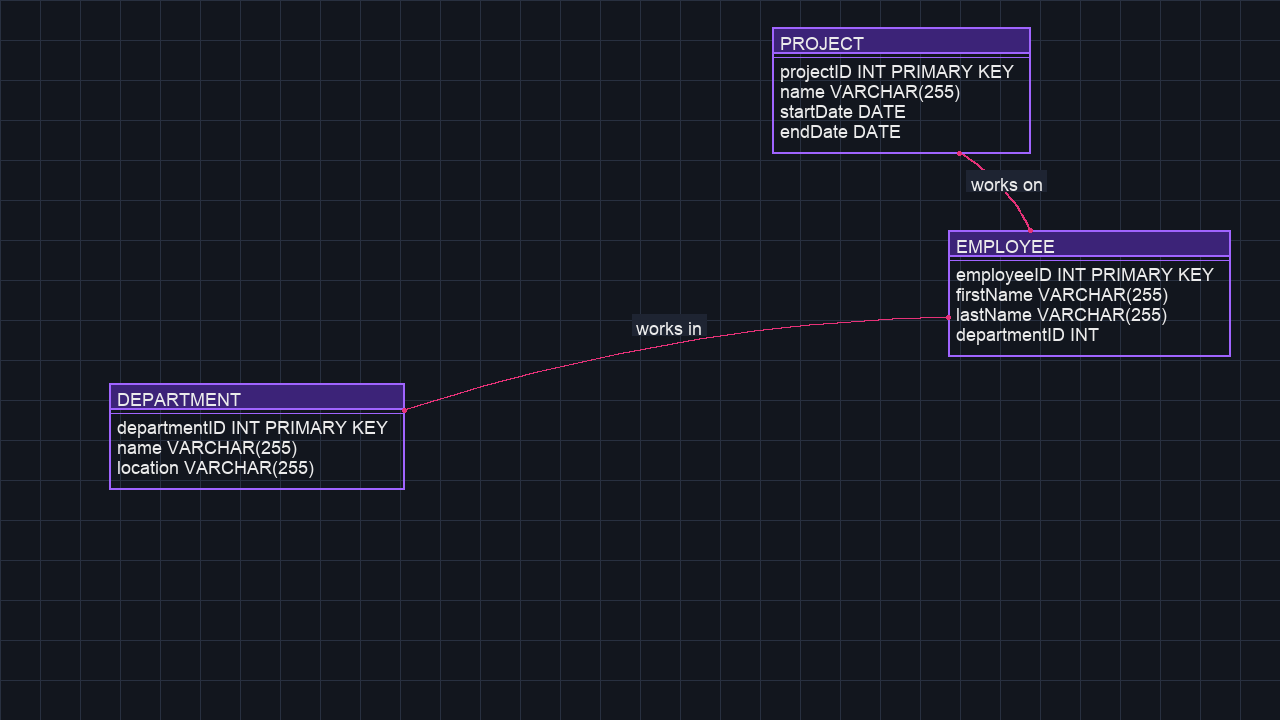 PROJECT
projectID INT PRIMARY KEY
name VARCHAR(255)
startDate DATE
endDate DATE
works on
EMPLOYEE
employeeID INT PRIMARY KEY
firstName VARCHAR(255)
lastName VARCHAR(255)
departmentID INT
works in
DEPARTMENT
departmentID INT PRIMARY KEY
name VARCHAR(255)
location VARCHAR(255)